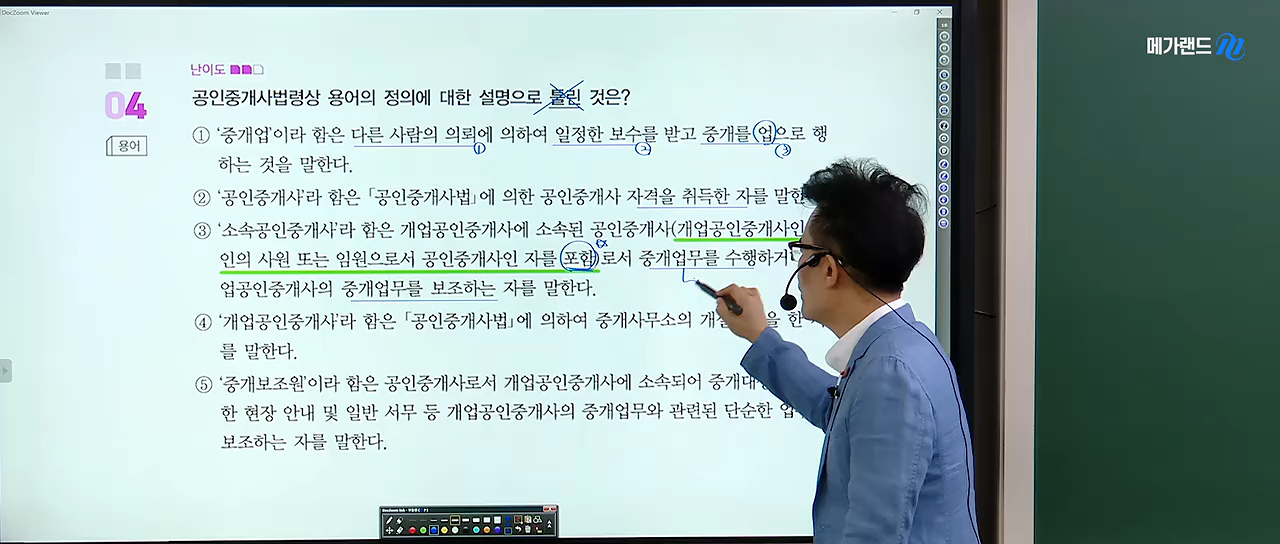 DocZoom Viewer
메가랜드
난이도
04
공인중개사법령상 용어의 정의에 대한 설명으로 틀린 것은?
용어
① '중개업'이라 함은 다른 사람의 의뢰에 의하여 일정한 보수를 받고 중개를 업으로 행
① ② ③
하는 것을 말한다.
② '공인중개사'라 함은 「공인중개사법」에 의한 공인중개사 자격을 취득한 자를 말한
③ '소속공인중개사'라 함은 개업공인중개사에 소속된 공인중개사(개업공인중개사인
인의 사원 또는 임원으로서 공인중개사인 자를 포함)로서 중개업무를 수행하거
업공인중개사의 중개업무를 보조하는 자를 말한다.
④ '개업공인중개사'라 함은 「공인중개사법」에 의하여 중개사무소의 개
를 말한다.
⑤ '중개보조원'이라 함은 공인중개사로서 개업공인중개사에 소속되어 중개대
한 현장 안내 및 일반 서무 등 개업공인중개사의 중개업무와 관련된 단순한 업
보조하는 자를 말한다.